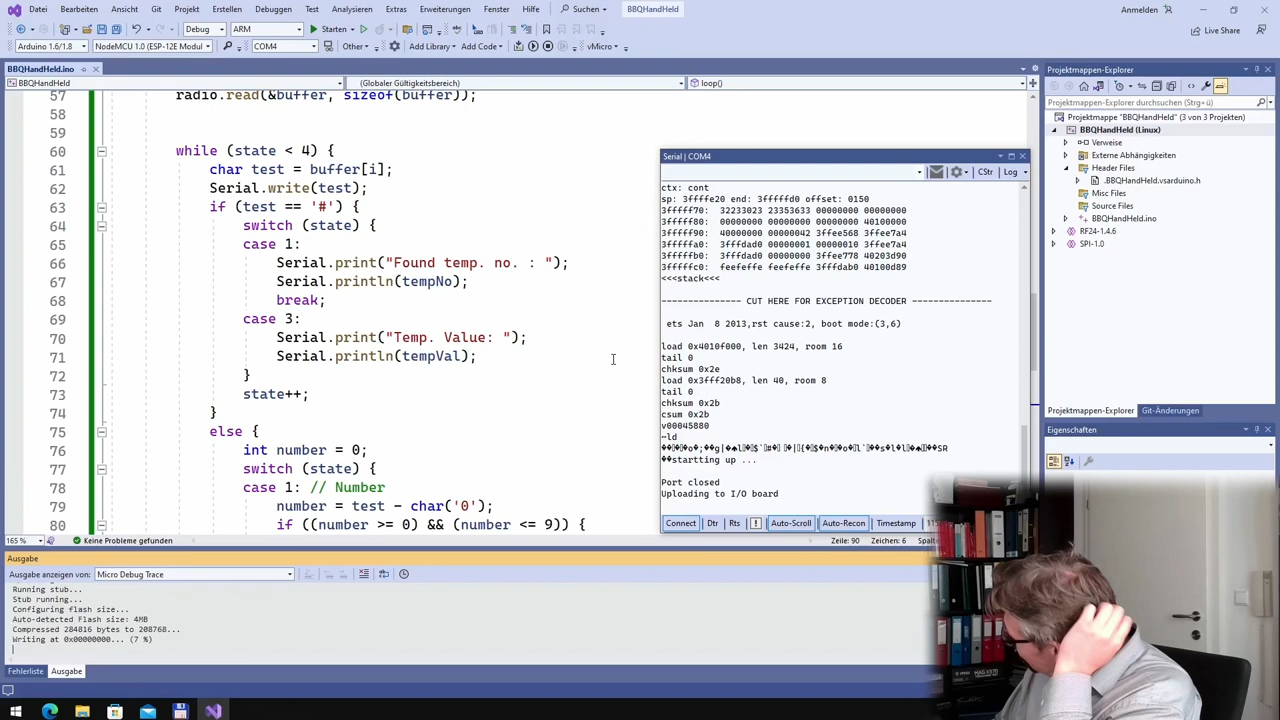 Datei Bearbeiten Ansicht Git Projekt Erstellen Debuggen Test Analysieren Extras Erweiterungen Fenster Hilfe Suchen BBQHandHeld Anmelden
Debug ARM Starten Live Share
Arduino 1.6/1.8 NodeMCU 1.0 (ESP-12E Modul) COM4 Other Add Library Add Code vMicro
BBQHandHeld.ino
BBQHandHeld (Globaler Gültigkeitsbereich) loop()
57 radio.read(&buffer, sizeof(buffer));
58
59
60 while (state < 4) {
61 char test = buffer[i];
62 Serial.write(test);
63 if (test == '#') {
64 switch (state) {
65 case 1:
66 Serial.print("Found temp. no. : ");
67 Serial.println(tempNo);
68 break;
69 case 3:
70 Serial.print("Temp. Value: ");
71 Serial.println(tempVal);
72 }
73 state++;
74 }
75 else {
76 int number = 0;
77 switch (state) {
78 case 1: // Number
79 number = test - char('0');
80 if ((number >= 0) && (number <= 9)) {
165 % Keine Probleme gefunden Zeile: 90 Zeichen: 6
Serial | COM4
CStr Log
ctx: cont
sp: 3ffffe20 end: 3fffffd0 offset: 0150
3fffff70: 32233023 23353633 00000000 00000000
3fffff80: 00000000 00000000 00000000 40100000
3fffff90: 40000000 00000042 3ffee568 3ffee7a4
3fffffa0: 3fffdad0 00000001 00000010 3ffee7a4
3fffffb0: 3fffdad0 00000000 3ffee778 40203d90
3fffffc0: feefeffe feefeffe 3fffdab0 40100d89
<<<stack<<<
--------------- CUT HERE FOR EXCEPTION DECODER ---------------
ets Jan 8 2013,rst cause:2, boot mode:(3,6)
load 0x4010f000, len 3424, room 16
tail 0
chksum 0x2e
load 0x3fff20b8, len 40, room 8
tail 0
chksum 0x2b
csum 0x2b
v00045880
~ld
startting up ...
Port closed
Uploading to I/O board
Connect Dtr Rts ! Auto-Scroll Auto-Recon Timestamp
Projektmappen-Explorer
Projektmappen-Explorer durchsuchen (Strg+ü)
Projektmappe "BBQHandHeld" (3 von 3 Projekten)
BBQHandHeld (Linux)
Verweise
Externe Abhängigkeiten
Header Files
.BBQHandHeld.vsarduino.h
Misc Files
Source Files
BBQHandHeld.ino
RF24-1.4.6
SPI-1.0
Projektmappen-Explorer Git-Änderungen
Eigenschaften
Ausgabe
Ausgabe anzeigen von: Micro Debug Trace
Running stub...
Stub running...
Configuring flash size...
Auto-detected Flash size: 4MB
Compressed 284816 bytes to 208768...
Writing at 0x00000000... (7 %)
Fehlerliste Ausgabe